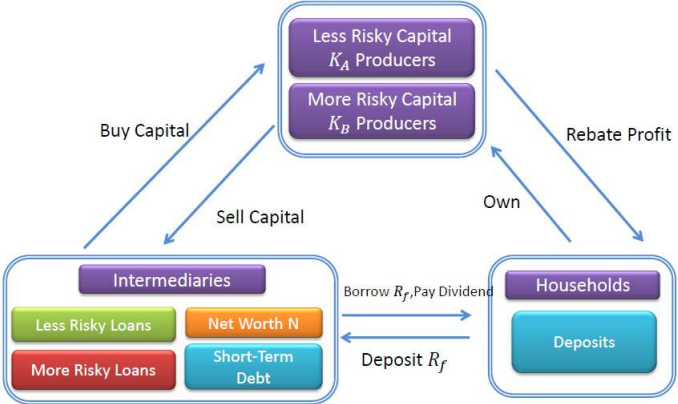 Less Risky Capital
K_A Producers
More Risky Capital
K_B Producers
Buy Capital
Rebate Profit
Sell Capital
Own
Intermediaries
Less Risky Loans
Net Worth N
More Risky Loans
Short-Term
Debt
Borrow R_f,Pay Dividend
Deposit R_f
Households
Deposits